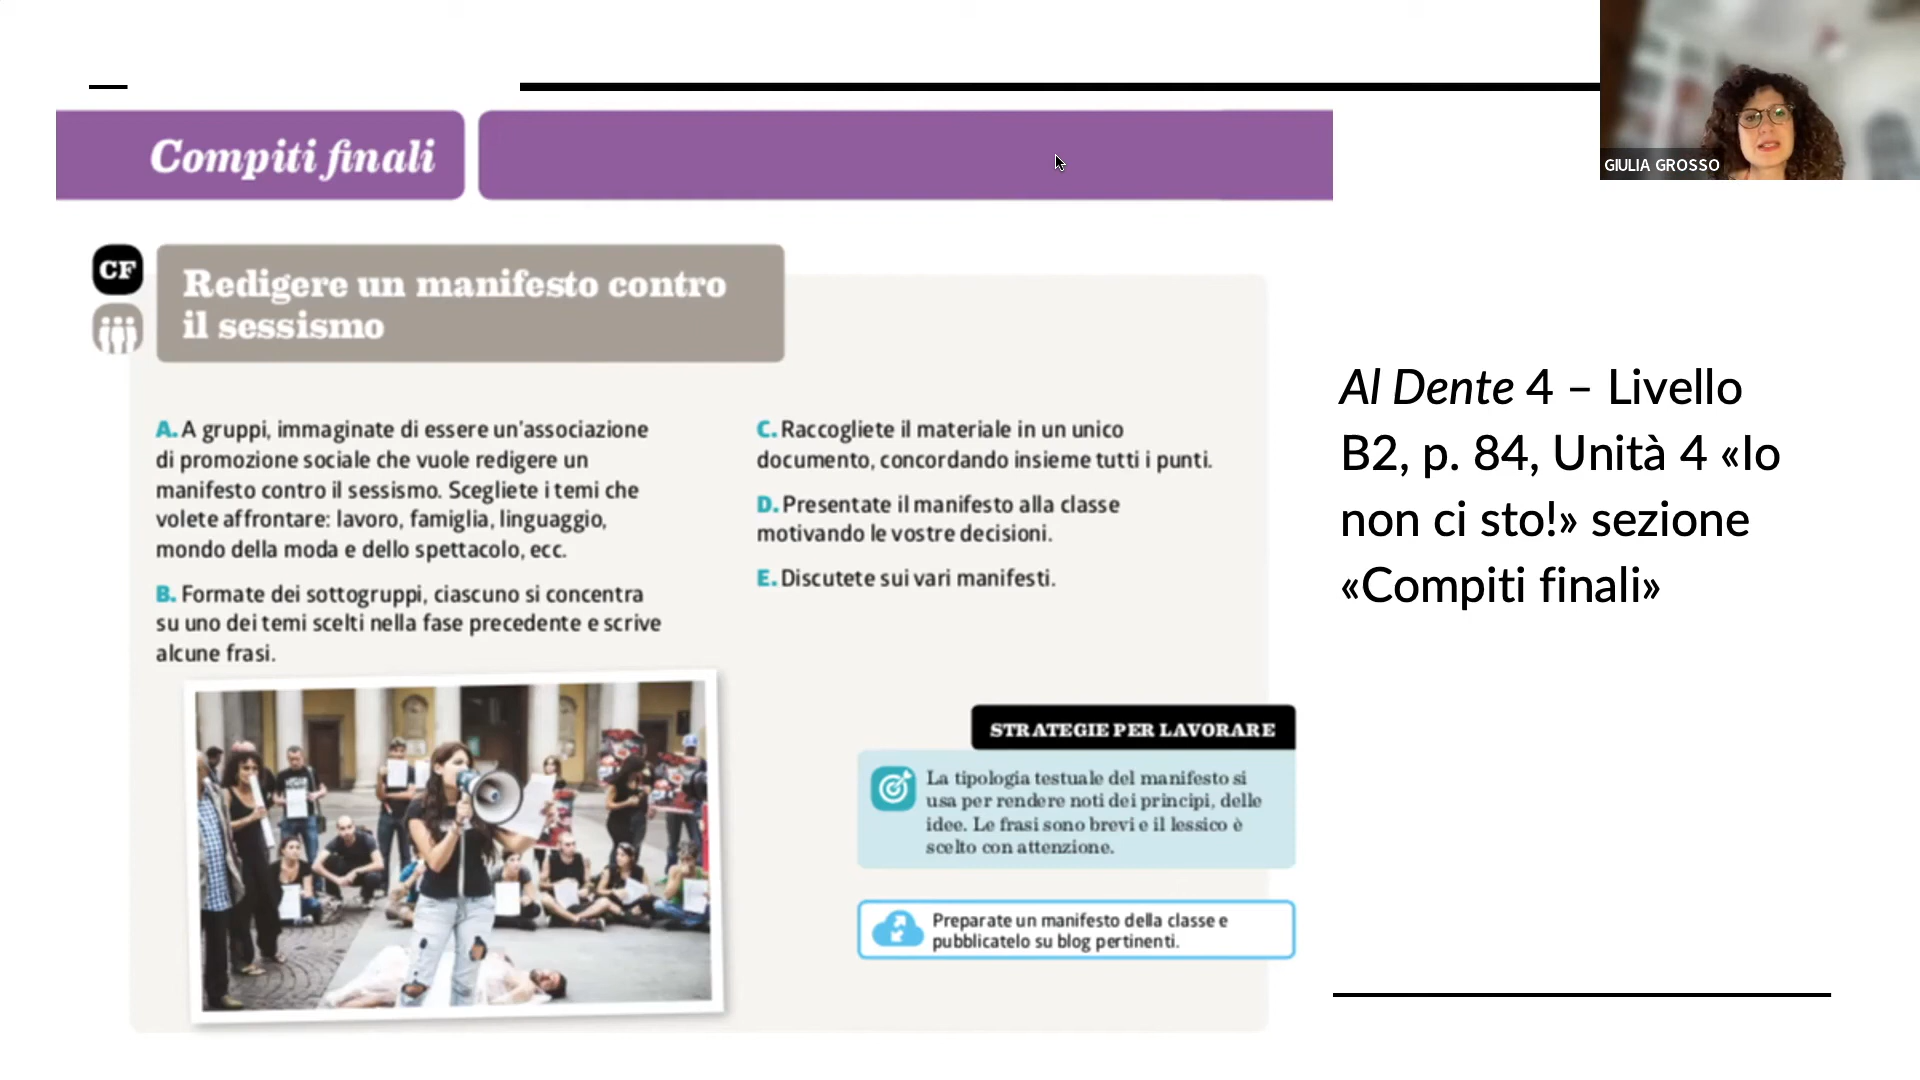 GIULIA GROSSO
Compiti finali
CF
Redigere un manifesto contro
il sessismo
A. A gruppi, immaginate di essere un'associazione
di promozione sociale che vuole redigere un
manifesto contro il sessismo. Scegliete i temi che
volete affrontare: lavoro, famiglia, linguaggio,
mondo della moda e dello spettacolo, ecc.
B. Formate dei sottogruppi, ciascuno si concentra
su uno dei temi scelti nella fase precedente e scrive
alcune frasi.
C. Raccogliete il materiale in un unico
documento, concordando insieme tutti i punti.
D. Presentate il manifesto alla classe
motivando le vostre decisioni.
E. Discutete sui vari manifesti.
STRATEGIE PER LAVORARE
La tipologia testuale del manifesto si
usa per rendere noti dei principi, delle
idee. Le frasi sono brevi e il lessico è
scelto con attenzione.
Preparate un manifesto della classe e
pubblicatelo su blog pertinenti.
Al Dente 4 – Livello
B2, p. 84, Unità 4 «Io
non ci sto!» sezione
«Compiti finali»